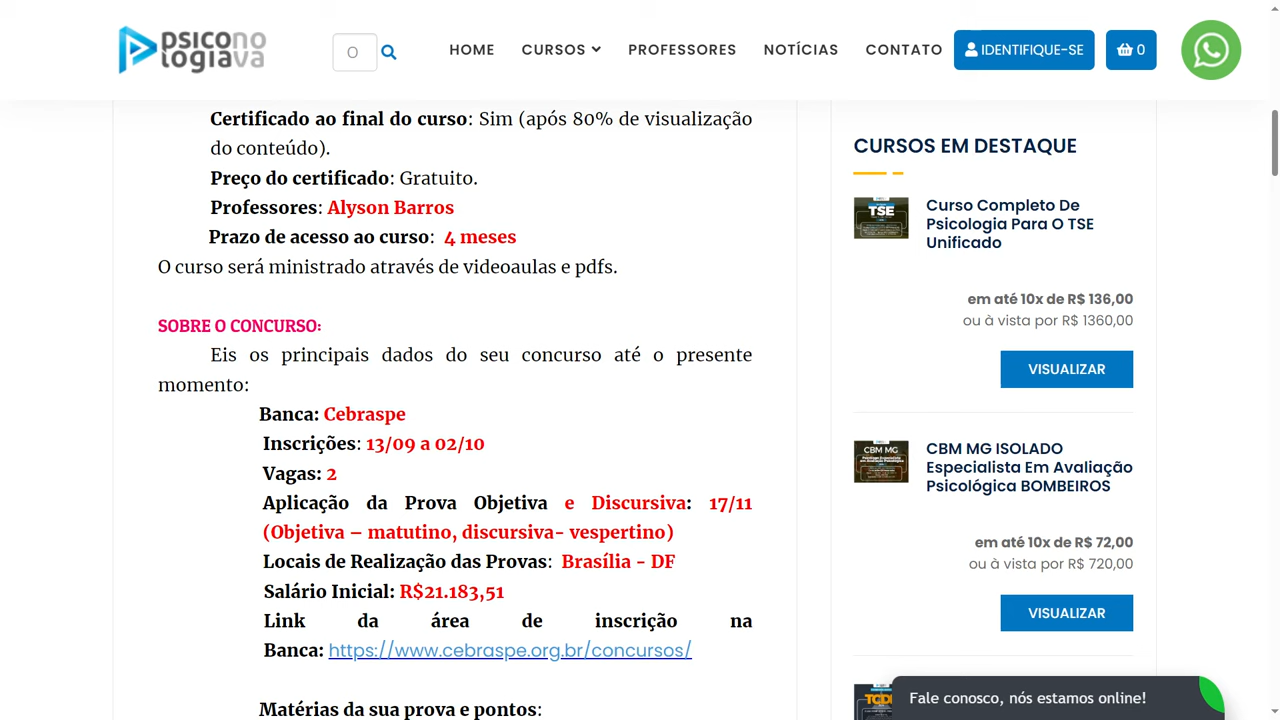 psicono
logiava
O
HOME
CURSOS
PROFESSORES
NOTÍCIAS
CONTATO
IDENTIFIQUE-SE
0
Certificado ao final do curso: Sim (após 80% de visualização
do conteúdo).
Preço do certificado: Gratuito.
Professores: Alyson Barros
Prazo de acesso ao curso: 4 meses
O curso será ministrado através de videoaulas e pdfs.
SOBRE O CONCURSO:
Eis os principais dados do seu concurso até o presente
momento:
Banca: Cebraspe
Inscrições: 13/09 a 02/10
Vagas: 2
Aplicação da Prova Objetiva e Discursiva: 17/11
(Objetiva – matutino, discursiva- vespertino)
Locais de Realização das Provas: Brasília - DF
Salário Inicial: R$21.183,51
Link da área de inscrição na
Banca: https://www.cebraspe.org.br/concursos/
Matérias da sua prova e pontos:
CURSOS EM DESTAQUE
TSE
Curso Completo De
Psicologia Para O TSE
Unificado
em até 10x de R$ 136,00
ou à vista por R$ 1360,00
VISUALIZAR
CBM MG
CBM MG ISOLADO
Especialista Em Avaliação
Psicológica BOMBEIROS
em até 10x de R$ 72,00
ou à vista por R$ 720,00
VISUALIZAR
Fale conosco, nós estamos online!